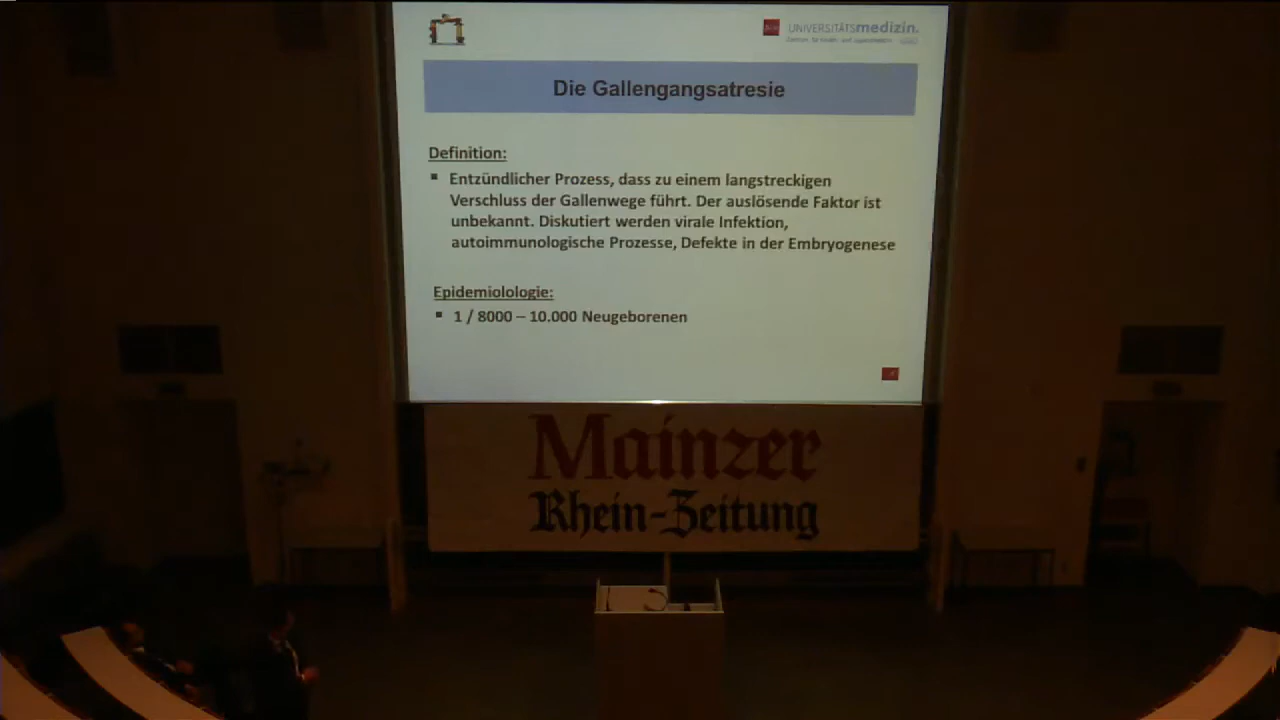 UNIVERSITÄTSmedizin.
Die Gallengangsatresie
Definition:
▪ Entzündlicher Prozess, dass zu einem langstreckigen
Verschluss der Gallenwege führt. Der auslösende Faktor ist
unbekannt. Diskutiert werden virale Infektion,
autoimmunologische Prozesse, Defekte in der Embryogenese
Epidemiolologie:
▪ 1 / 8000 – 10.000 Neugeborenen
Mainzer
Rhein-Zeitung